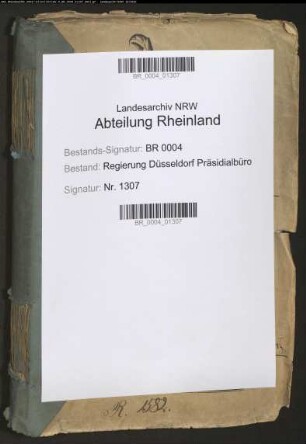 BR_0004_01307
Landesarchiv NRW
Abteilung Rheinland
Bestands-Signatur: BR 0004
Bestand: Regierung Düsseldorf Präsidialbüro
Signatur: Nr. 1307
BR_0004_01307